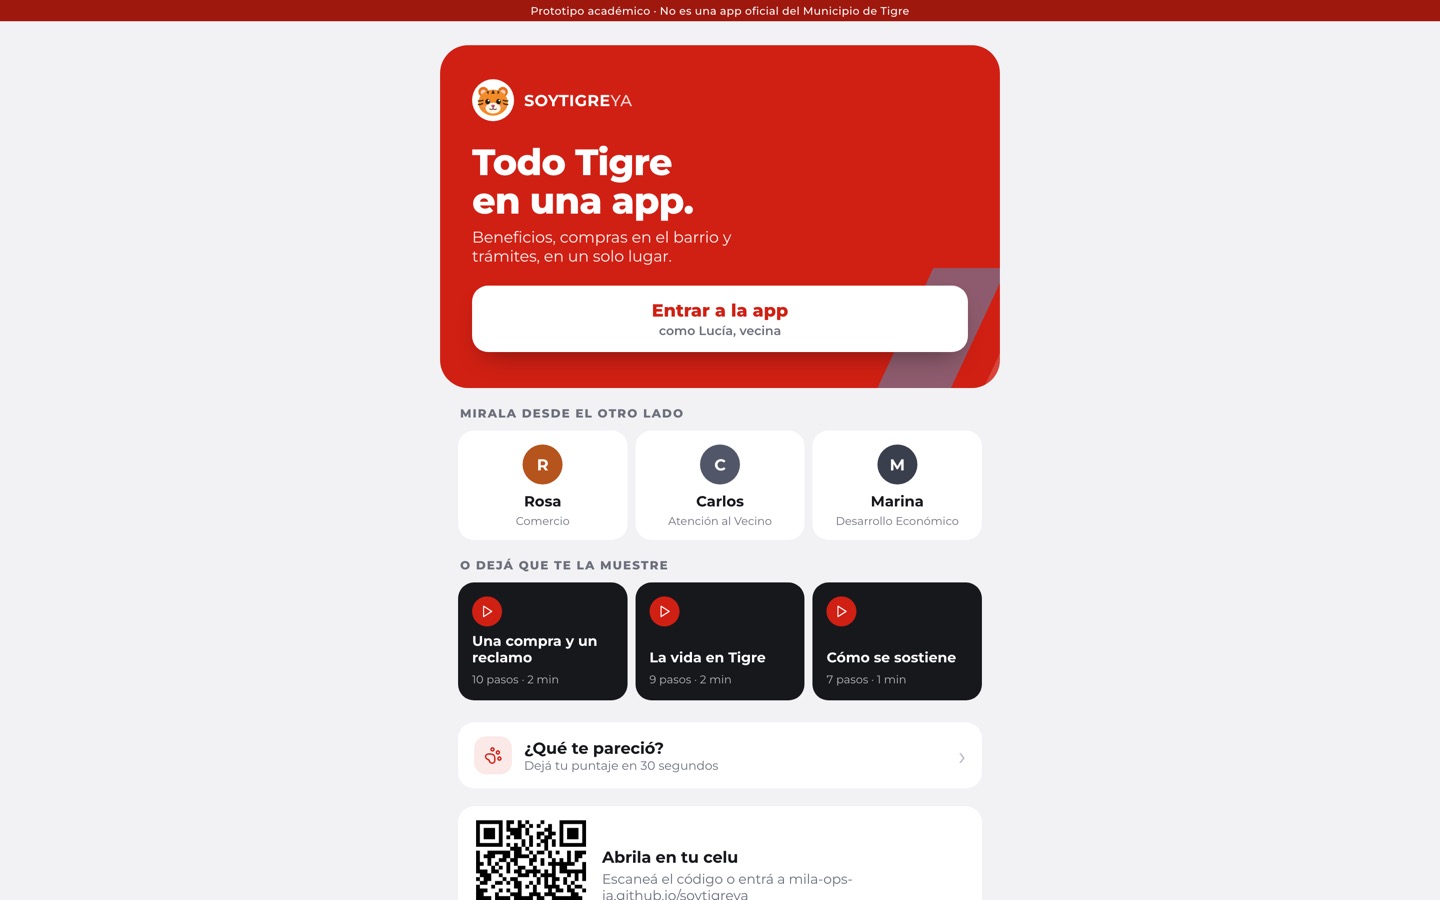 Prototipo académico · No es una app oficial del Municipio de Tigre
SOYTIGREYA
Todo Tigre
en una app.
Beneficios, compras en el barrio y
trámites, en un solo lugar.
Entrar a la app
como Lucía, vecina
MIRALA DESDE EL OTRO LADO
R
Rosa
Comercio
C
Carlos
Atención al Vecino
M
Marina
Desarrollo Económico
O DEJÁ QUE TE LA MUESTRE
Una compra y un
reclamo
10 pasos · 2 min
La vida en Tigre
9 pasos · 2 min
Cómo se sostiene
7 pasos · 1 min
¿Qué te pareció?
Dejá tu puntaje en 30 segundos
Abrila en tu celu
Escaneá el código o entrá a mila-ops-
ia.github.io/soytigreya